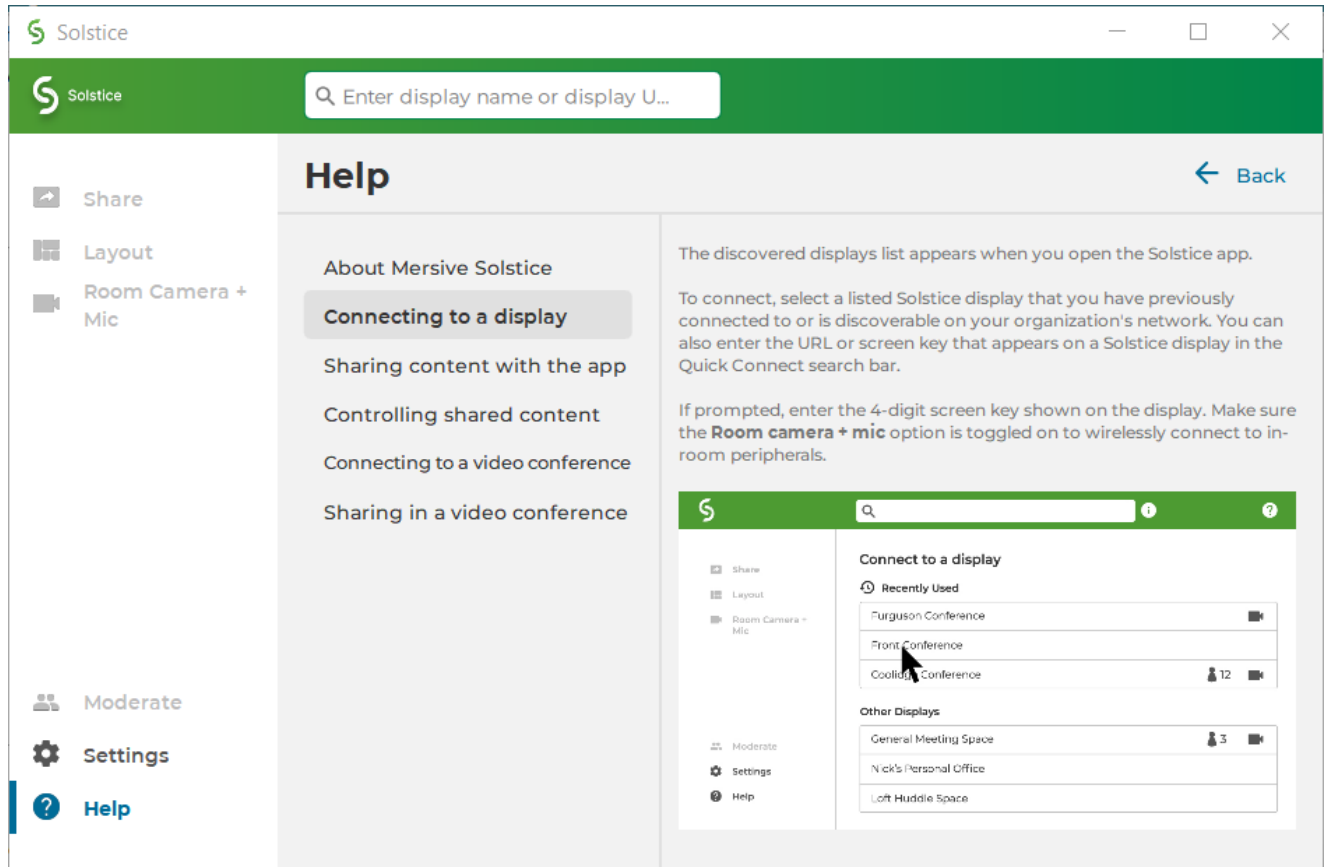 Solstice
Solstice
Enter display name or display U...
Share
Layout
Room Camera +
Mic
Moderate
Settings
Help
Help
Back
About Mersive Solstice
Connecting to a display
Sharing content with the app
Controlling shared content
Connecting to a video conference
Sharing in a video conference
The discovered displays list appears when you open the Solstice app.
To connect, select a listed Solstice display that you have previously
connected to or is discoverable on your organization's network. You can
also enter the URL or screen key that appears on a Solstice display in the
Quick Connect search bar.
If prompted, enter the 4-digit screen key shown on the display. Make sure
the Room camera + mic option is toggled on to wirelessly connect to in-
room peripherals.
Share
Layout
Room Camera +
Mic
Moderate
Settings
Help
Connect to a display
Recently Used
Furguson Conference
Front Conference
Coolidge Conference 12
Other Displays
General Meeting Space 3
Nick's Personal Office
Loft Huddle Space